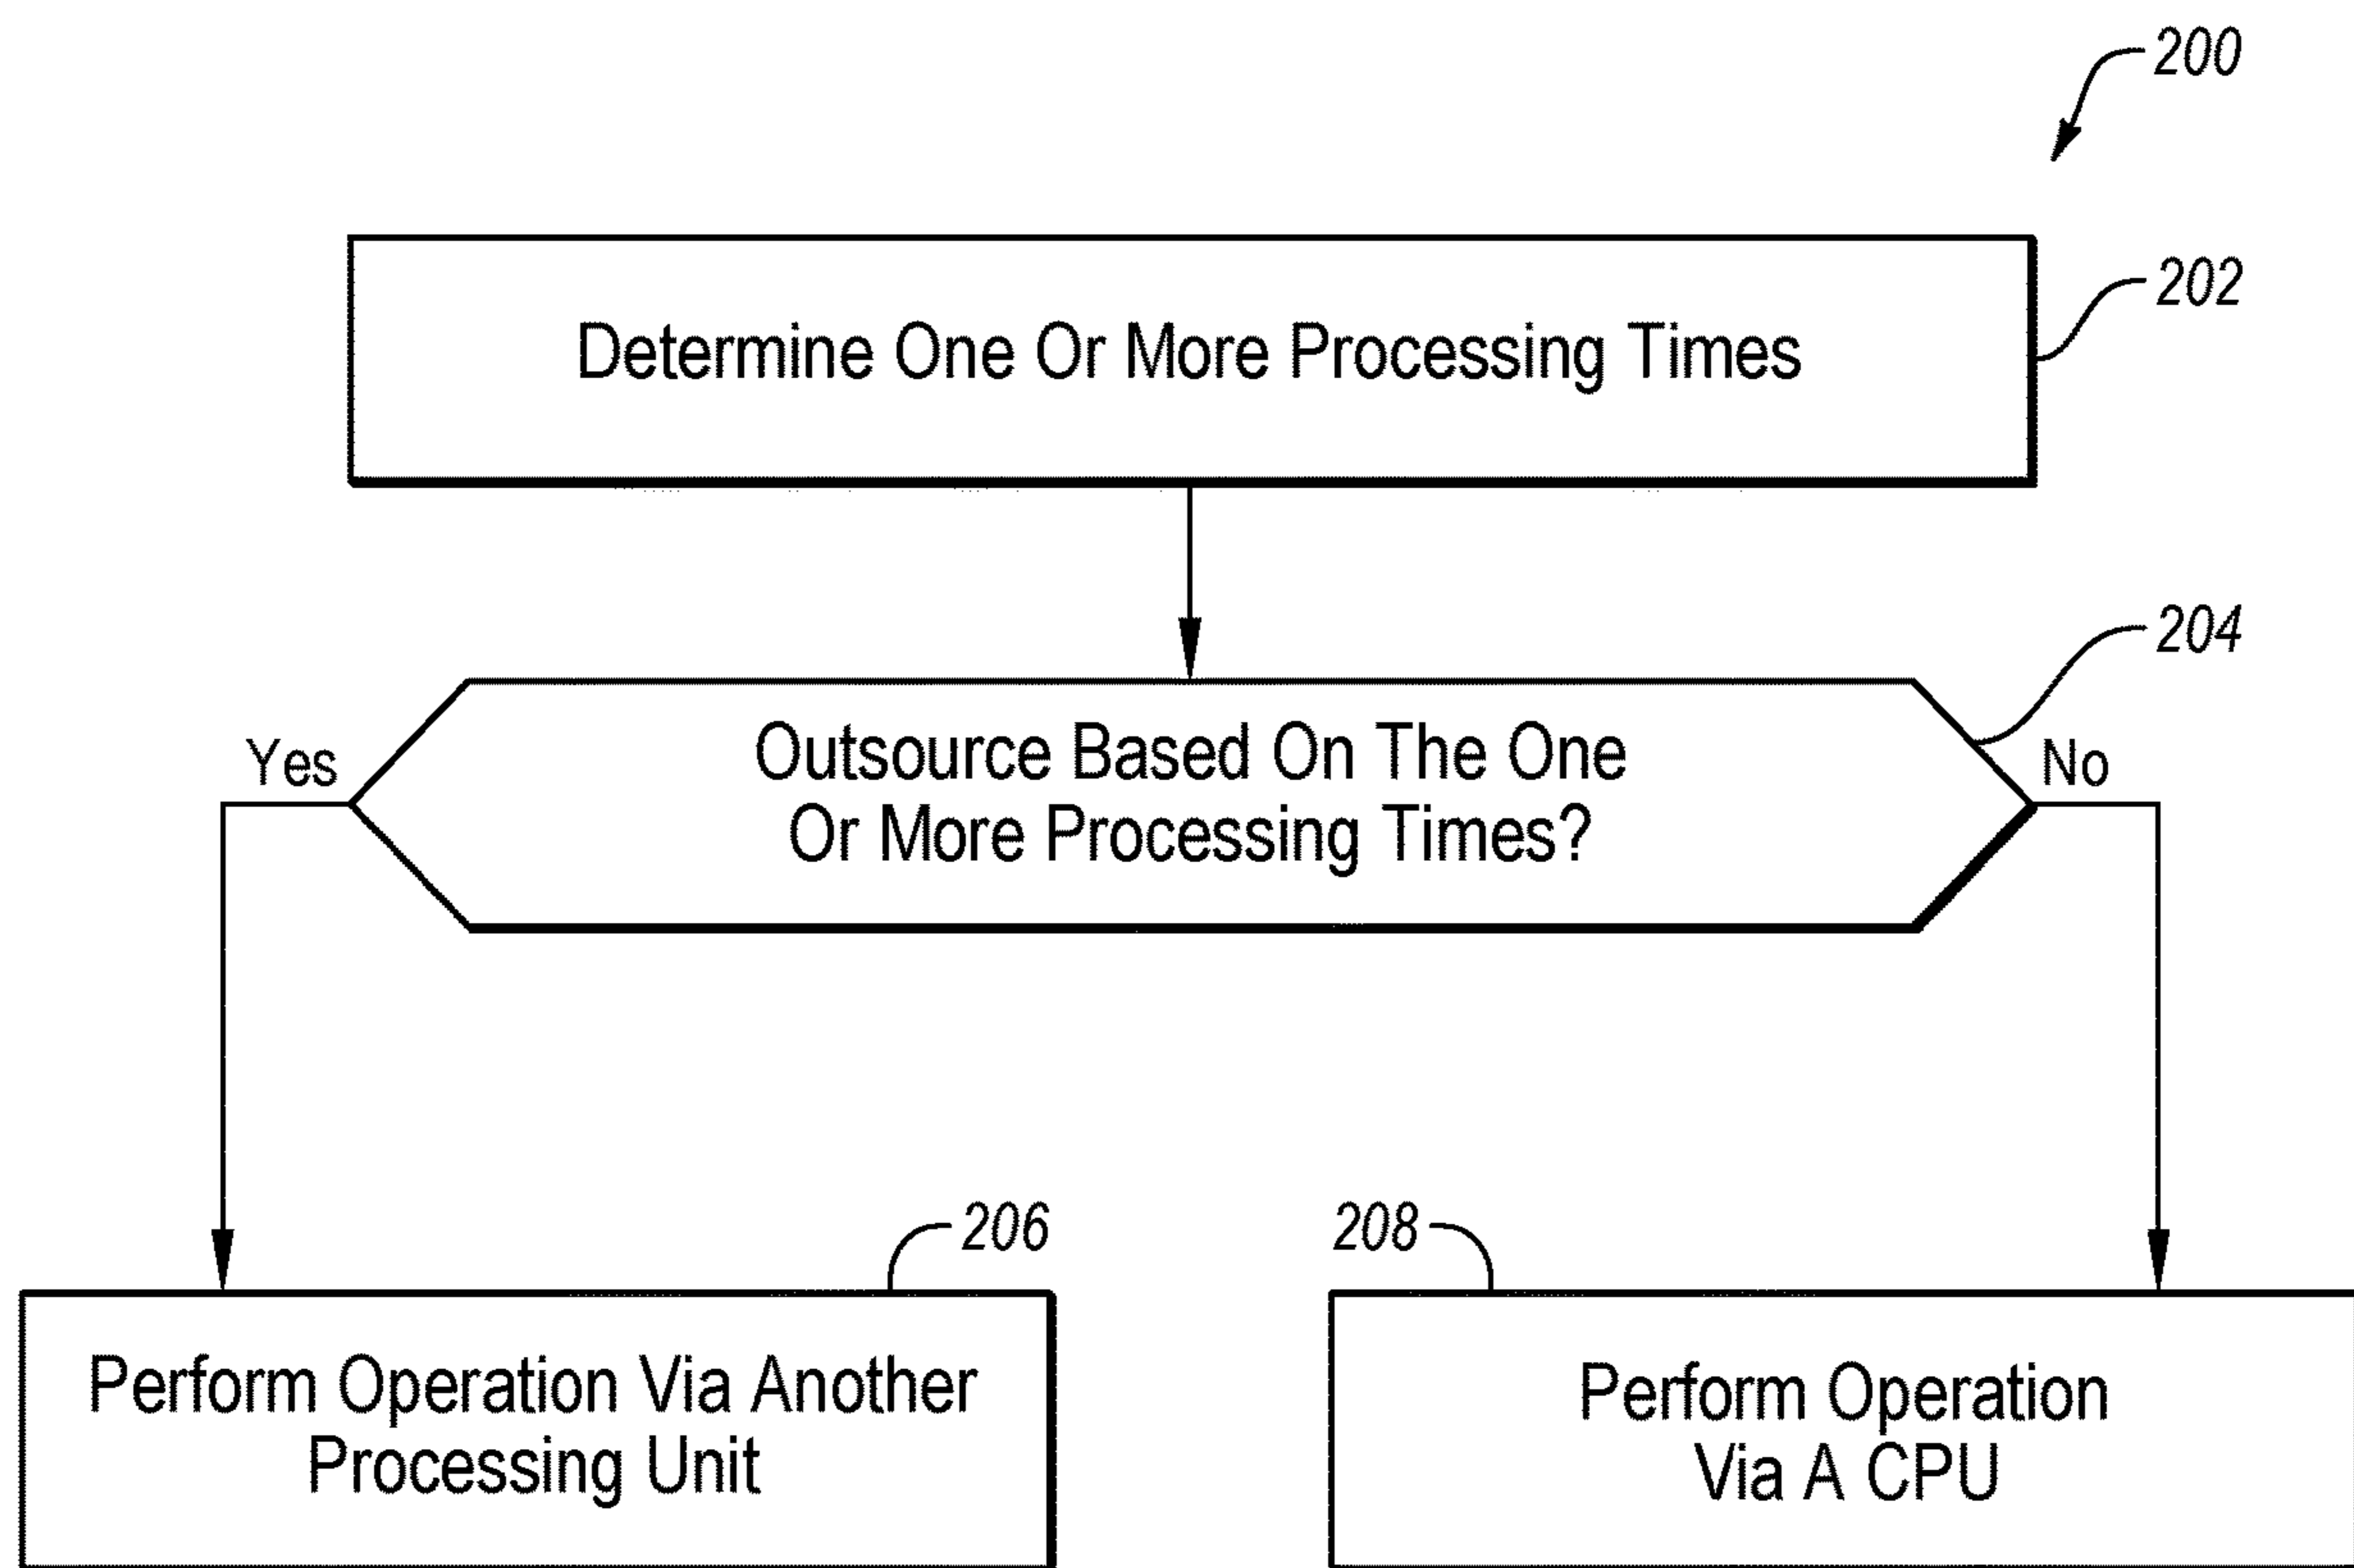 200
Determine One Or More Processing Times
202
204
Yes
Outsource Based On The One
Or More Processing Times?
No
206
208
Perform Operation Via Another
Processing Unit
Perform Operation
Via A CPU